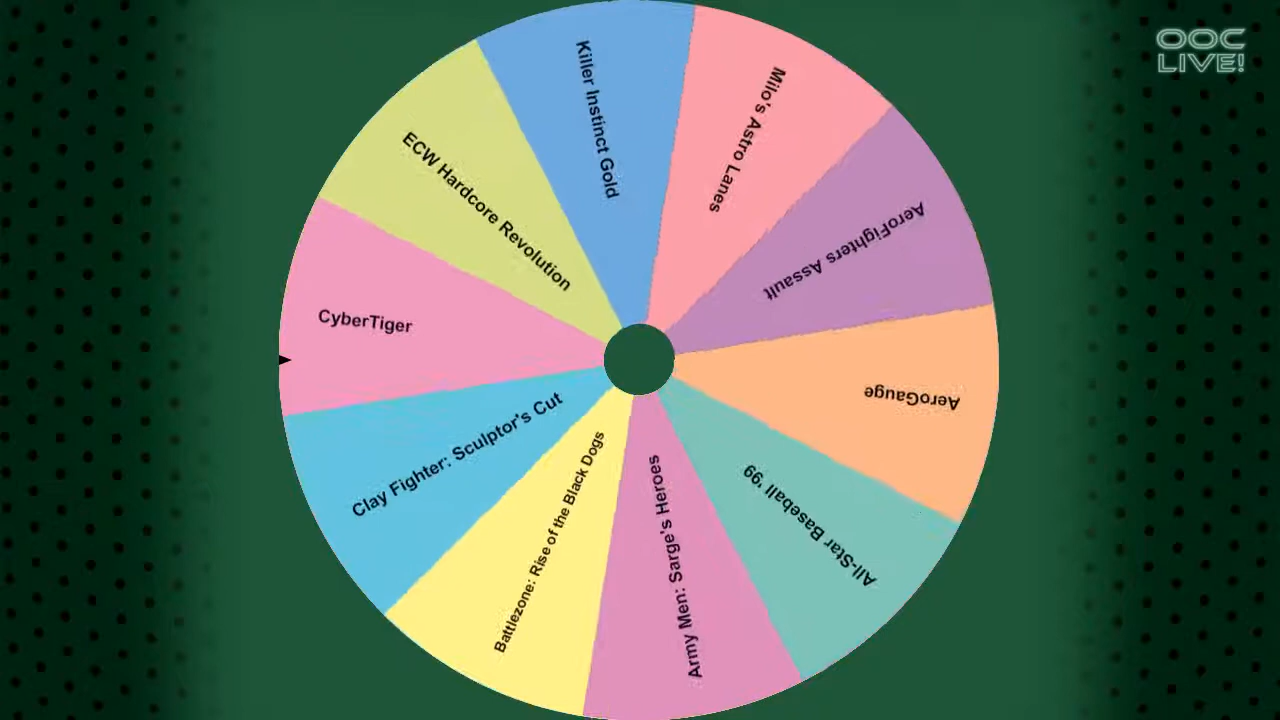 OOC
LIVE!
Killer Instinct Gold
Milo's Astro Lanes
AeroFighters Assault
AeroGauge
All-Star Baseball '99
Army Men: Sarge's Heroes
Battlezone: Rise of the Black Dogs
Clay Fighter: Sculptor's Cut
CyberTiger
ECW Hardcore Revolution